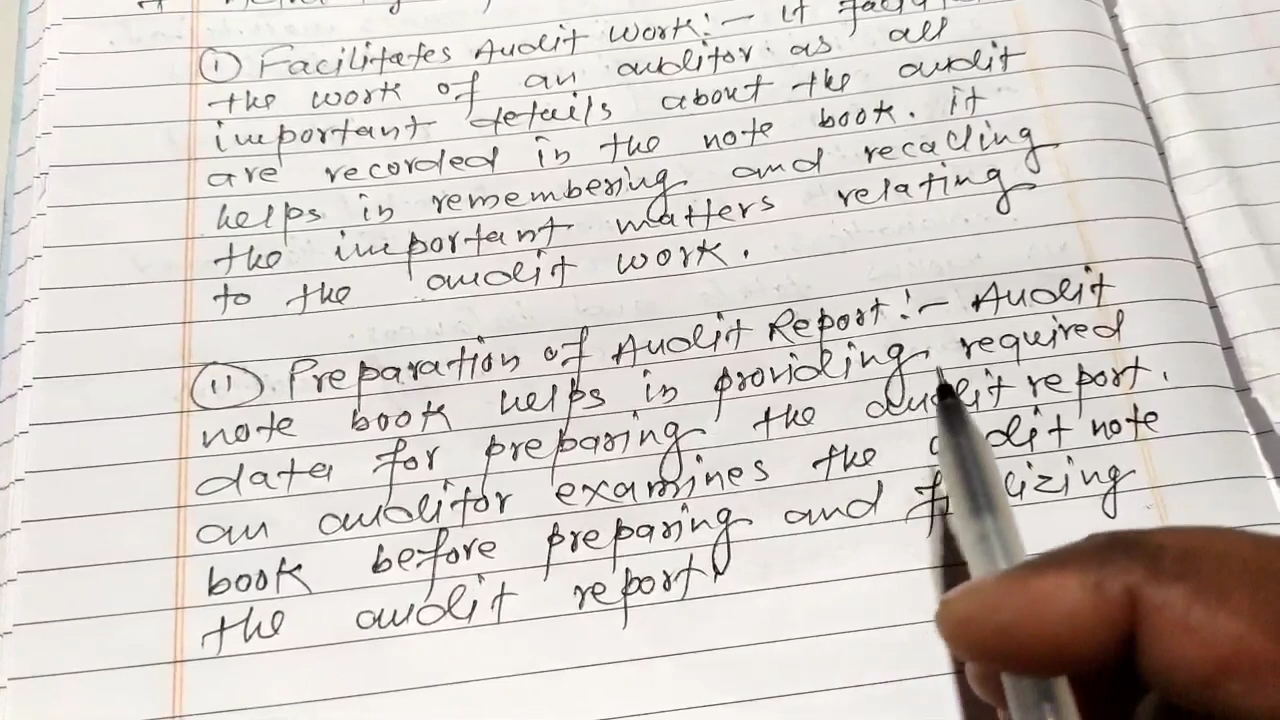 ① Facilitates Audit Work:- it
the work of an auditor as all
important details about the audit
are recorded in the note book. it
helps in remembering and recalling
the important matters relating
to the audit work.
⑪ Preparation of Audit Report:- Audit
note book helps in providing required
data for preparing the audit report.
an auditor examines the note
book before preparing and
the audit report